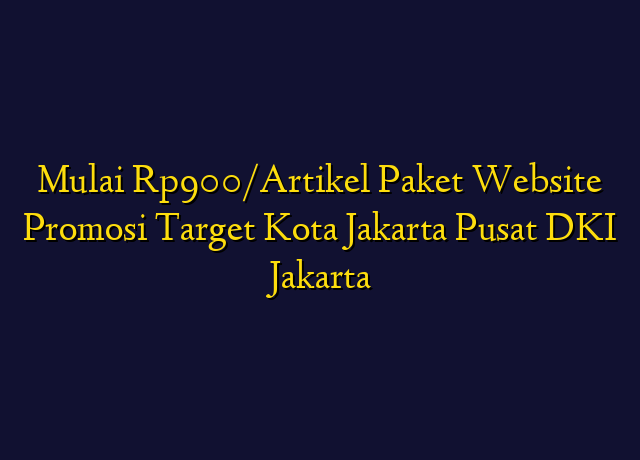 Mulai Rp900/Artikel Paket Website
Promosi Target Kota Jakarta Pusat DKI
Jakarta